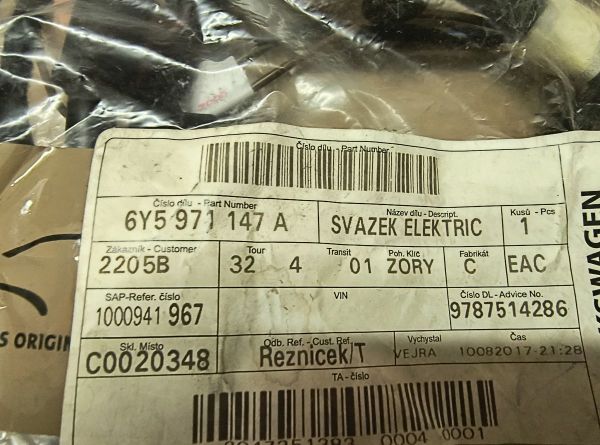 Číslo dílu - Part Number
Číslo dílu - Part Number
6Y5 971 147 A
Název dílu - Descript.
SVAZEK ELEKTRIC
Kusů - Pcs
1
Zákazník - Customer
2205B
Tour
32 4
Transit
01
Poh. Klíč
ZORY
Fabrikát
C
EAC
SAP-Refer. číslo
1000941 967
VIN
Číslo DL - Advice No.
9787514286
Skl. Místo
C0020348
Odb. Ref. - Cust. Ref.
Řezníček/T
Vychystal
VEJRA
Čas
10082017-21:28
TA - číslo
S ORIGIN
KSWAGEN